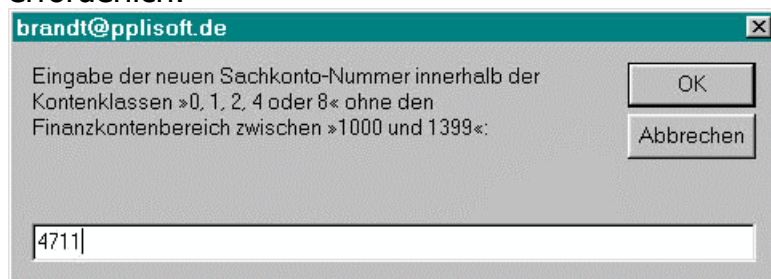 erforderlich.
brandt@pplisoft.de
Eingabe der neuen Sachkonto-Nummer innerhalb der
Kontenklassen »0, 1, 2, 4 oder 8« ohne den
Finanzkontenbereich zwischen »1000 und 1399«:
OK
Abbrechen
4711